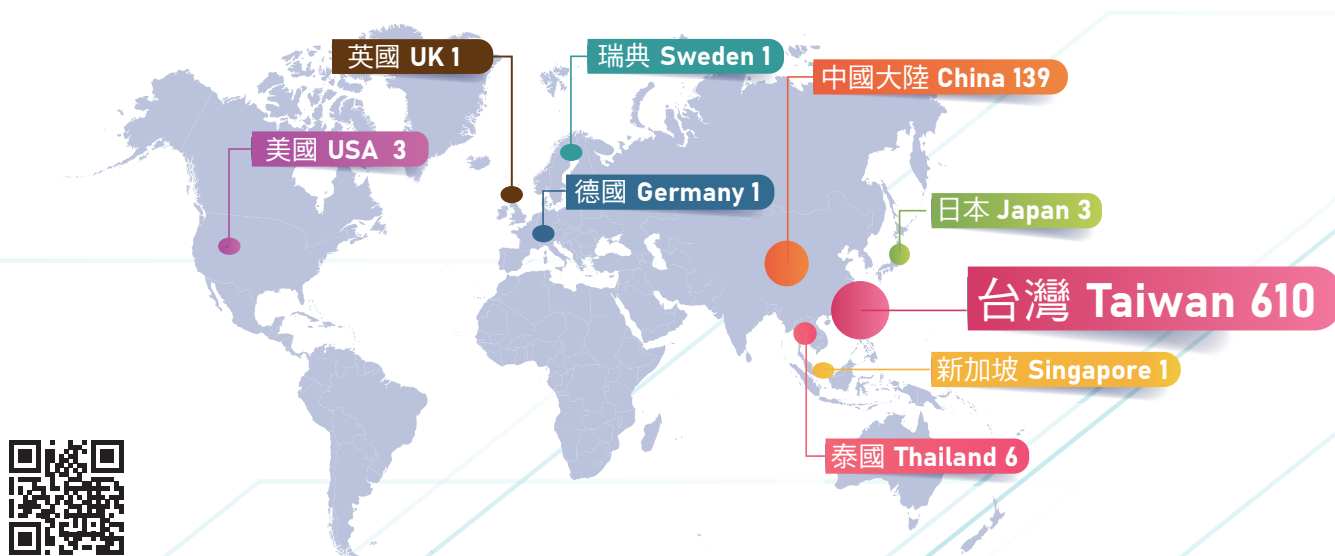 英國 UK 1
瑞典 Sweden 1
中國大陸 China 139
美國 USA 3
德國 Germany 1
日本 Japan 3
台灣 Taiwan 610
新加坡 Singapore 1
泰國 Thailand 6